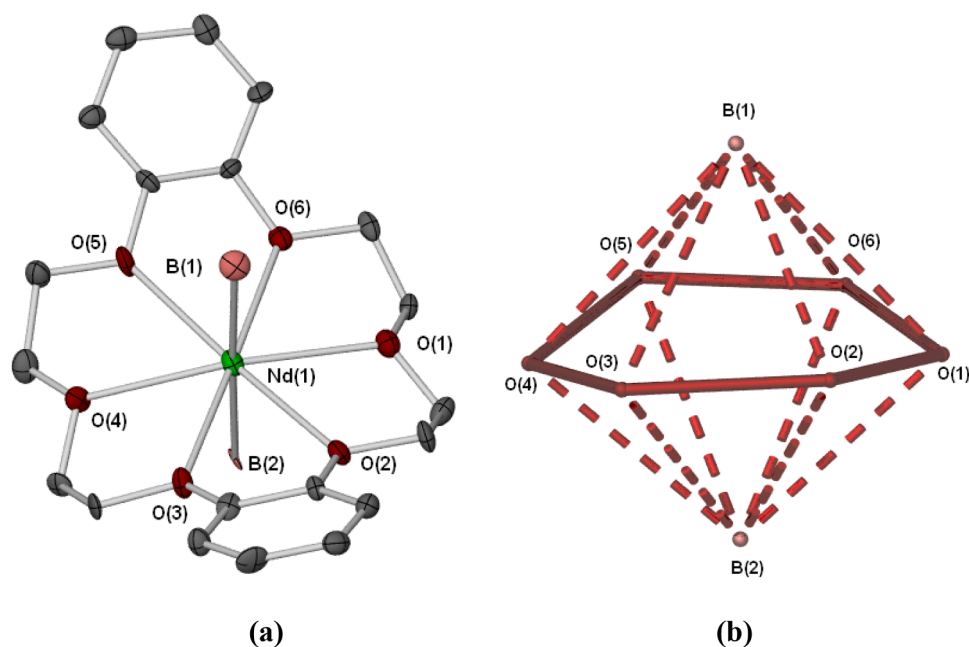 O(6)
O(5)
B(1)
O(1)
Nd(1)
O(4)
O(2)
B(2)
O(3)
(a)
B(1)
O(5)
O(6)
O(3)
O(2)
O(4)
O(1)
B(2)
(b)